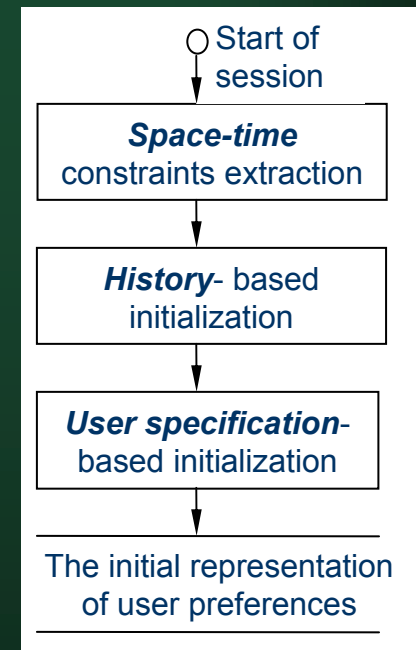 Start of
session
Space-time
constraints extraction
History- based
initialization
User specification-
based initialization
The initial representation
of user preferences